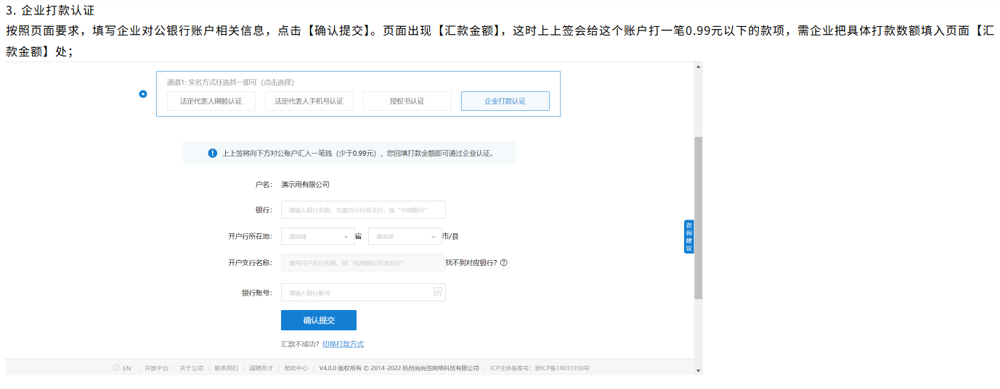 3. 企业打款认证
按照页面要求，填写企业对公银行账户相关信息，点击【确认提交】。页面出现【汇款金额】，这时上上签会给这个账户打一笔0.99元以下的款项，需企业把具体打款数额填入页面【汇
款金额】处；
通道1: 实名方式任选其一即可（点击选择）
法定代表人刷脸认证 法定代表人手机号认证 授权书认证 企业打款认证
上上签将向下方对公账户汇入一笔钱（少于0.99元），您回填打款金额即可通过企业认证。
户名： 演示用有限公司
银行： 请输入银行名称，无需写分行或支行，如“中国银行”
开户行所在地： 请选择 省 请选择 市/县
开户支行名称： 填写开户支行名称，如“杭州银行文创支行” 找不到对应银行？
银行账号： 请输入银行账号
确认提交
汇款不成功？ 切换打款方式
咨询建议
EN | 开放平台 | 关于公司 | 联系我们 | 诚聘英才 | 帮助中心 | V4.0.0 版权所有 © 2014-2022 杭州尚尚签网络科技有限公司 | ICP主体备案号：浙ICP备14031930号